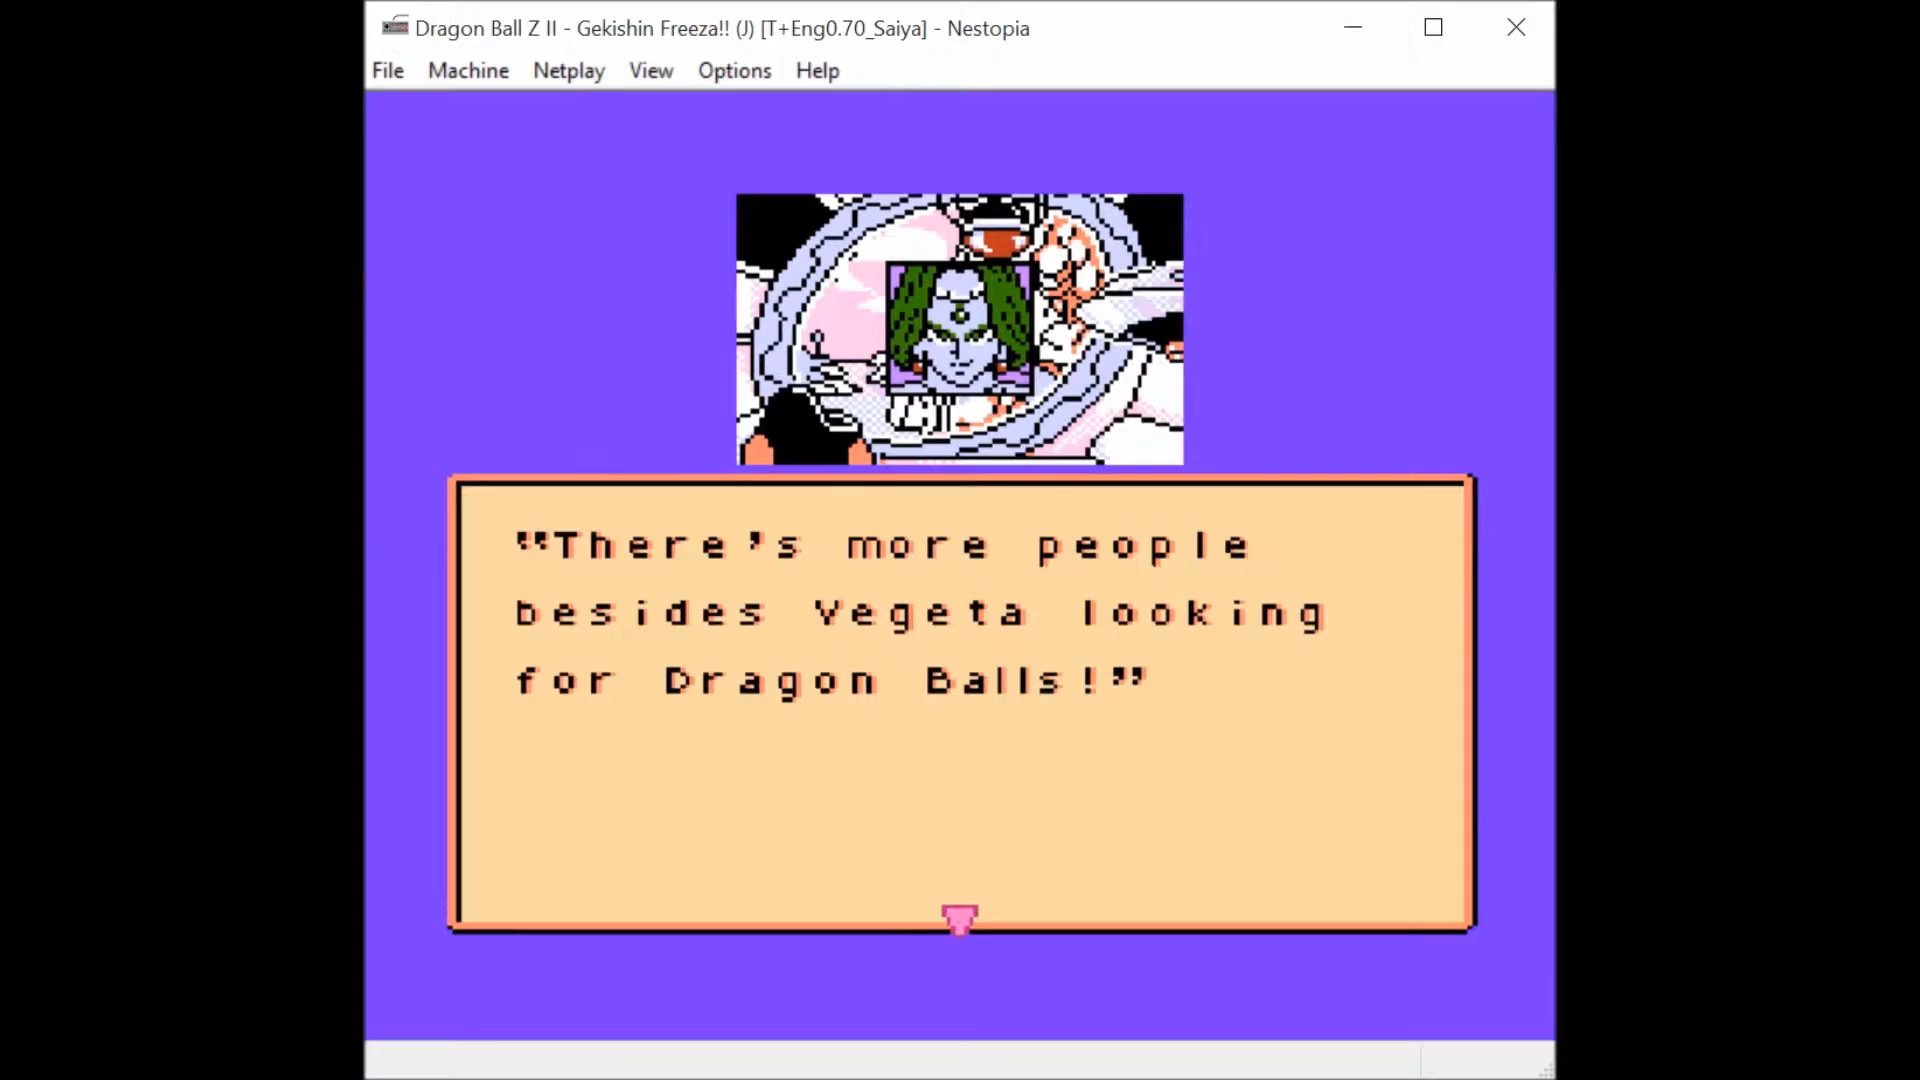 Dragon Ball Z II - Gekishin Freeza!! (J) [T+Eng0.70_Saiya] - Nestopia
File Machine Netplay View Options Help
“There’s more people
besides Vegeta looking
for Dragon Balls!”